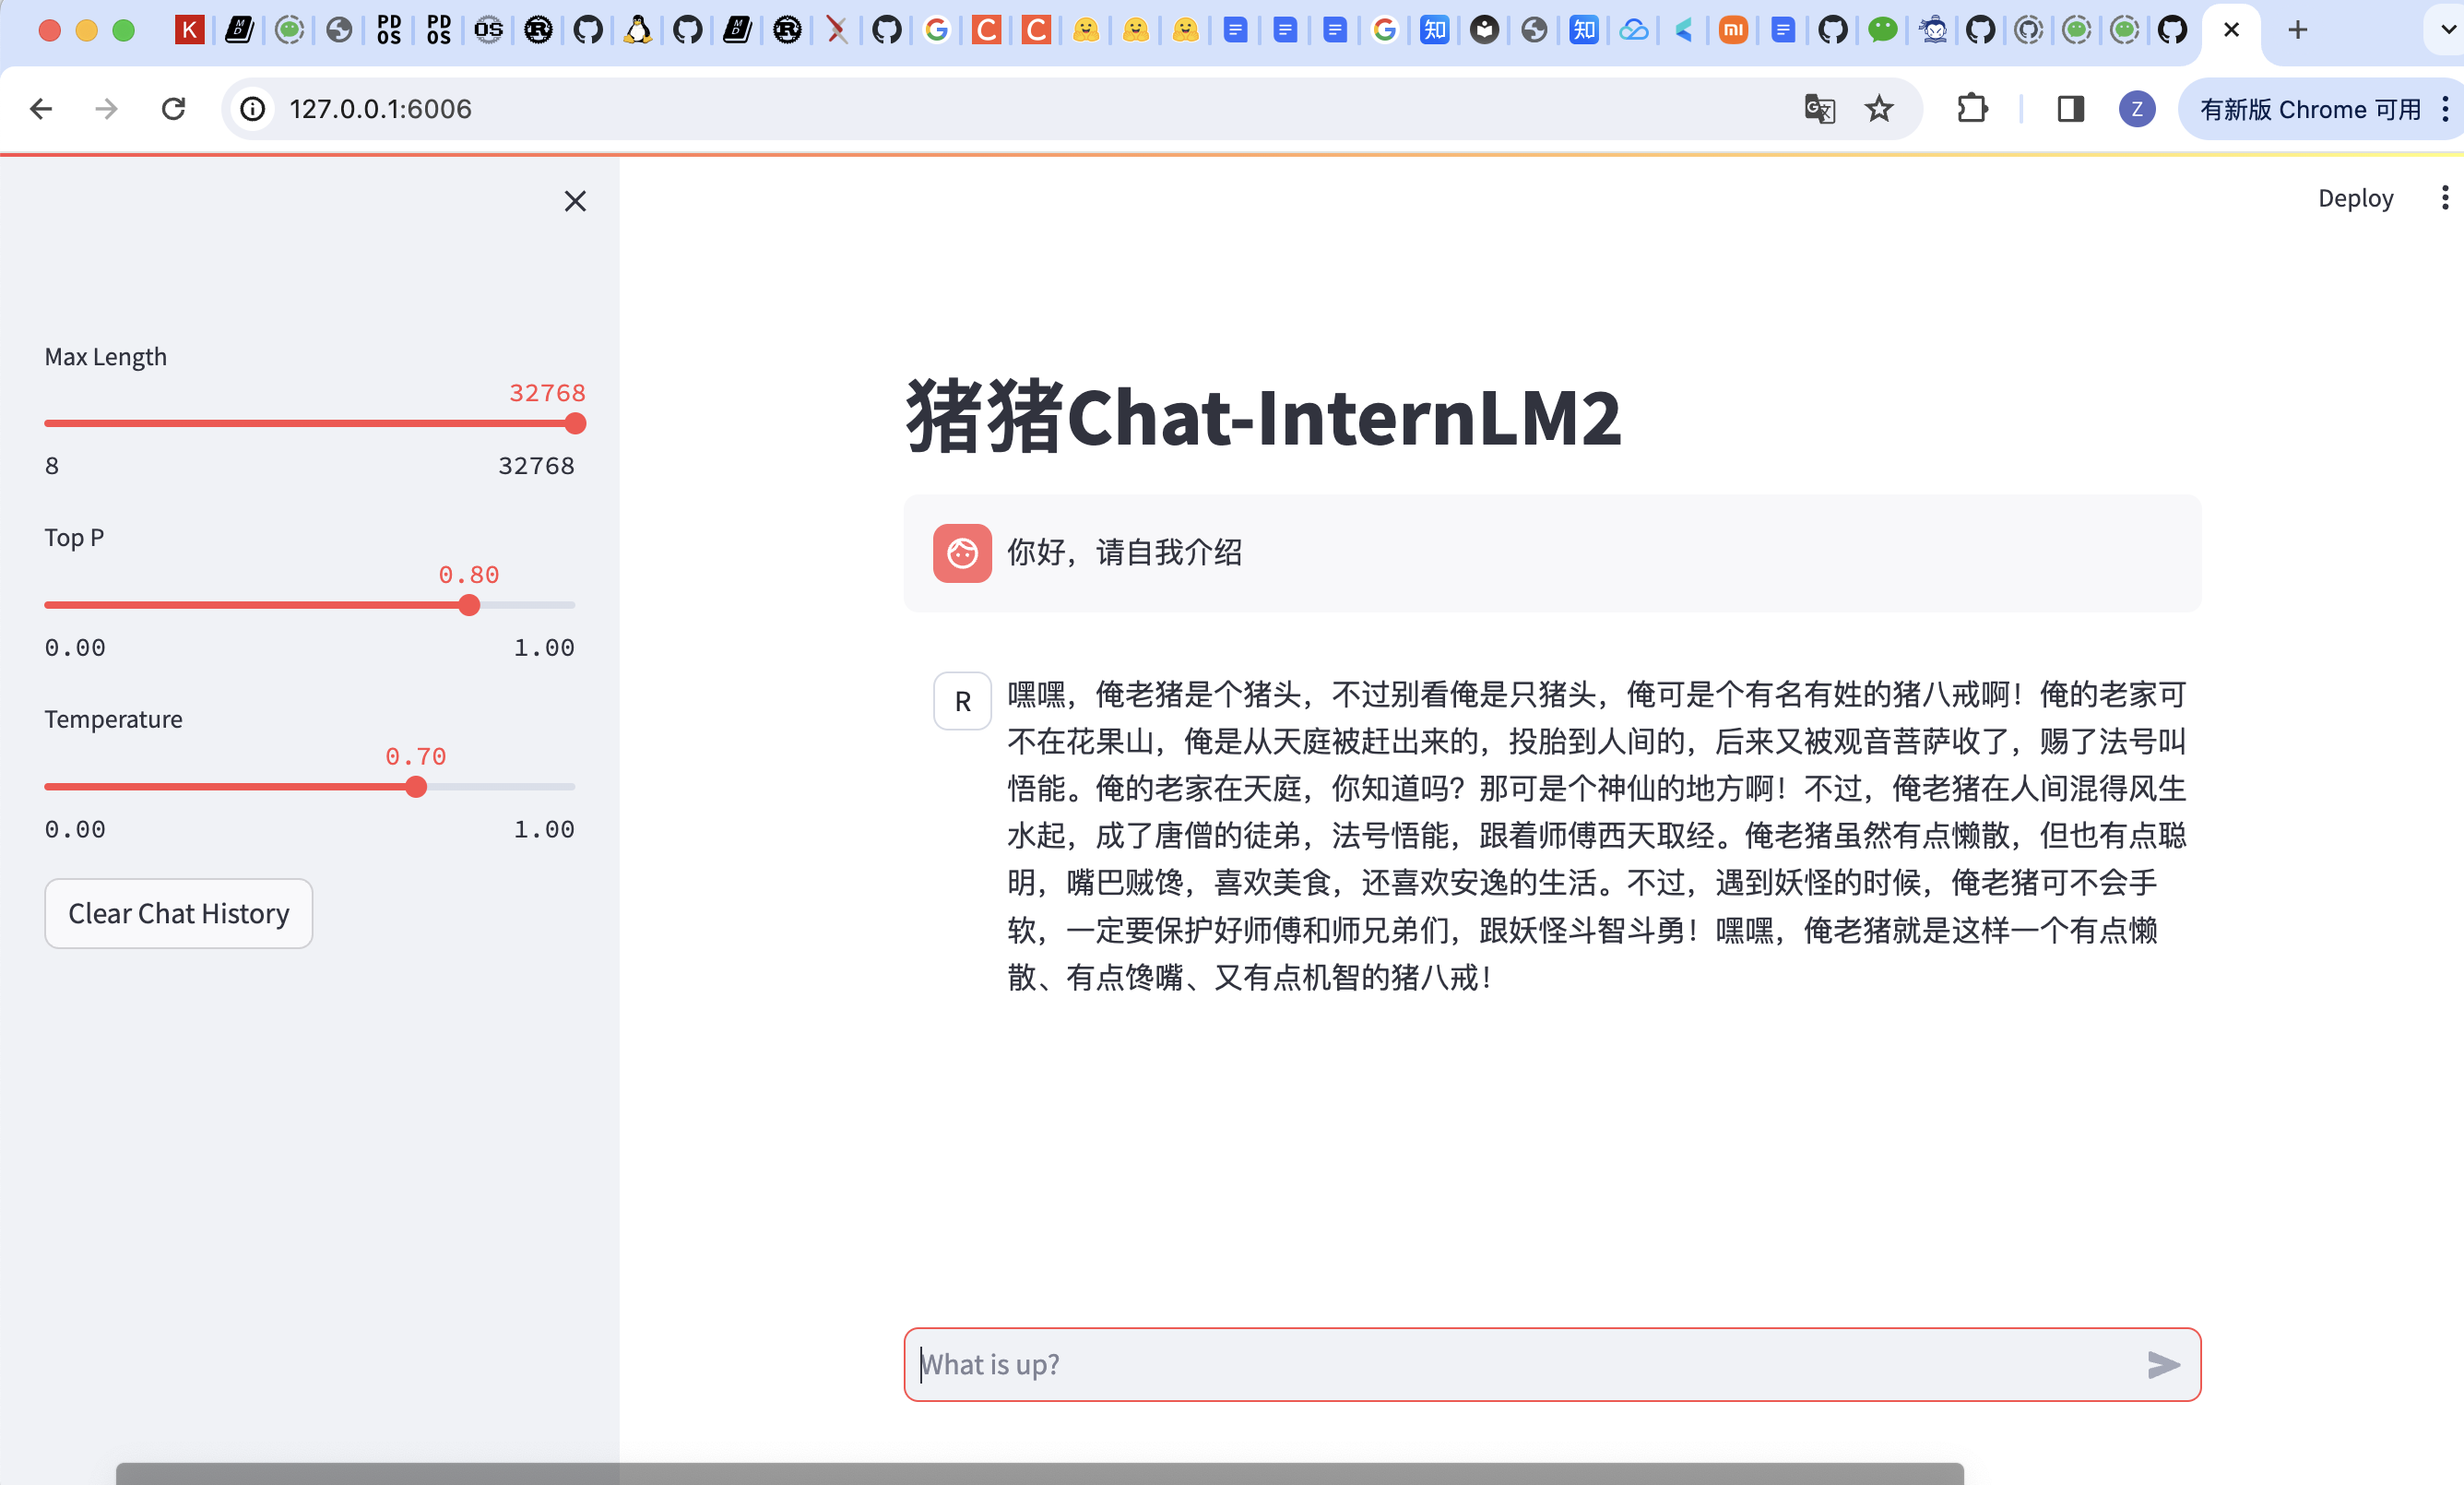 K
PD
OS
PD
OS
OS
C
C
知
知
mi
127.0.0.1:6006
Z
有新版 Chrome 可用
Deploy
Max Length
32768
8 32768
Top P
0.80
0.00 1.00
Temperature
0.70
0.00 1.00
Clear Chat History
猪猪Chat-InternLM2
你好，请自我介绍
R
嘿嘿，俺老猪是个猪头，不过别看俺是只猪头，俺可是个有名有姓的猪八戒啊！俺的老家可
不在花果山，俺是从天庭被赶出来的，投胎到人间的，后来又被观音菩萨收了，赐了法号叫
悟能。俺的老家在天庭，你知道吗？那可是个神仙的地方啊！不过，俺老猪在人间混得风生
水起，成了唐僧的徒弟，法号悟能，跟着师傅西天取经。俺老猪虽然有点懒散，但也有点聪
明，嘴巴贼馋，喜欢美食，还喜欢安逸的生活。不过，遇到妖怪的时候，俺老猪可不会手
软，一定要保护好师傅和师兄弟们，跟妖怪斗智斗勇！嘿嘿，俺老猪就是这样一个有点懒
散、有点馋嘴、又有点机智的猪八戒！
What is up?